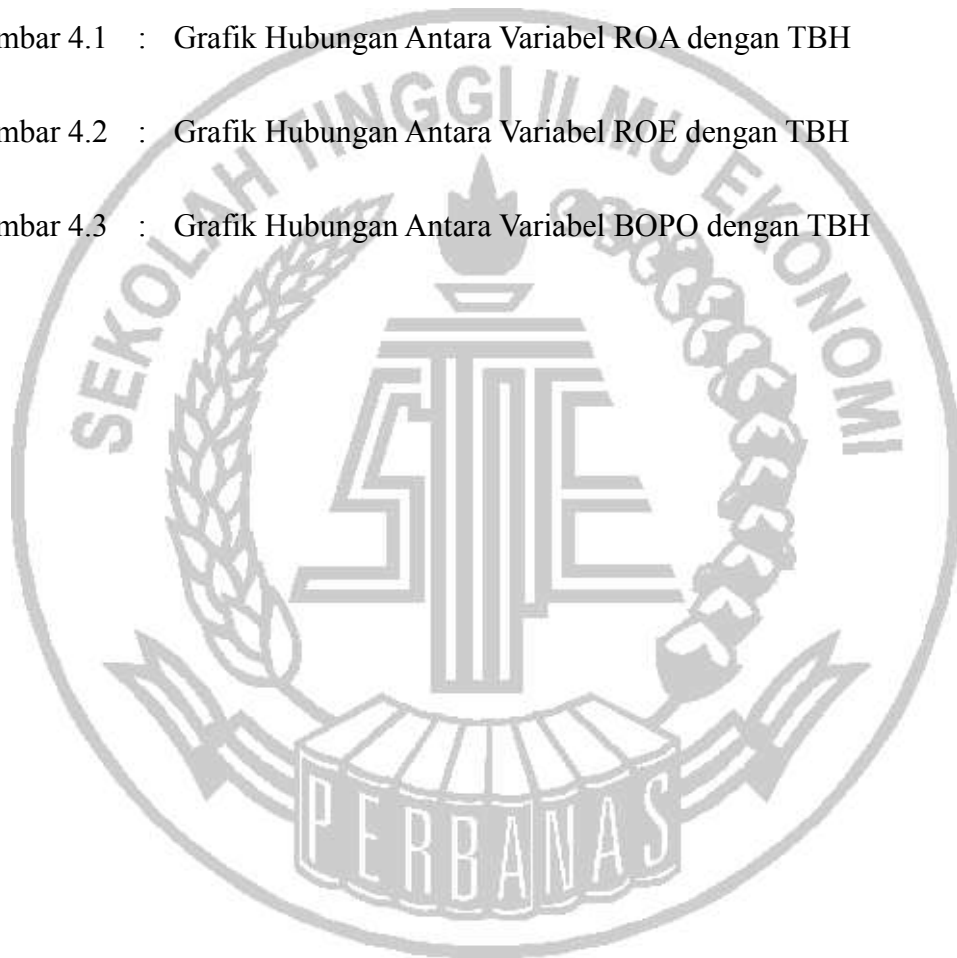 mbar 4.1 : Grafik Hubungan Antara Variabel ROA dengan TBH
mbar 4.2 : Grafik Hubungan Antara Variabel ROE dengan TBH
mbar 4.3 : Grafik Hubungan Antara Variabel BOPO dengan TBH
SEKOLAH TINGGI ILMU EKONOMI
STIE
PERBANAS